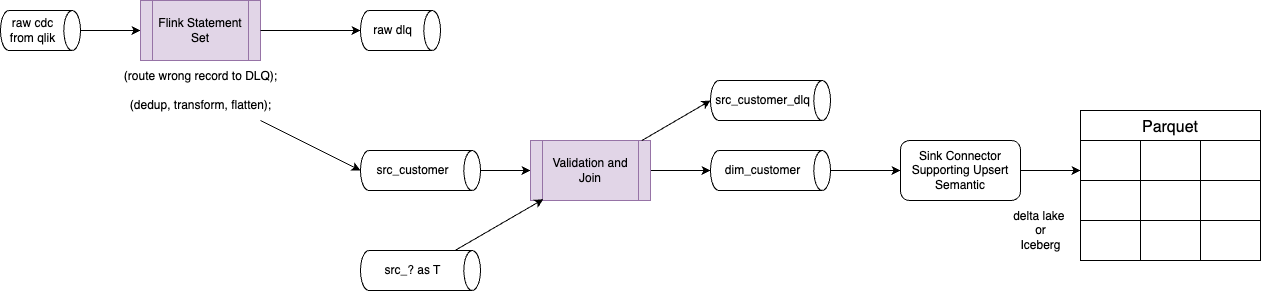 raw cdc
from qlik
Flink Statement
Set
raw dlq
(route wrong record to DLQ);
(dedup, transform, flatten);
src_customer_dlq
src_customer
Validation and
Join
dim_customer
Sink Connector
Supporting Upsert
Semantic
Parquet
delta lake
or
Iceberg
src_? as T